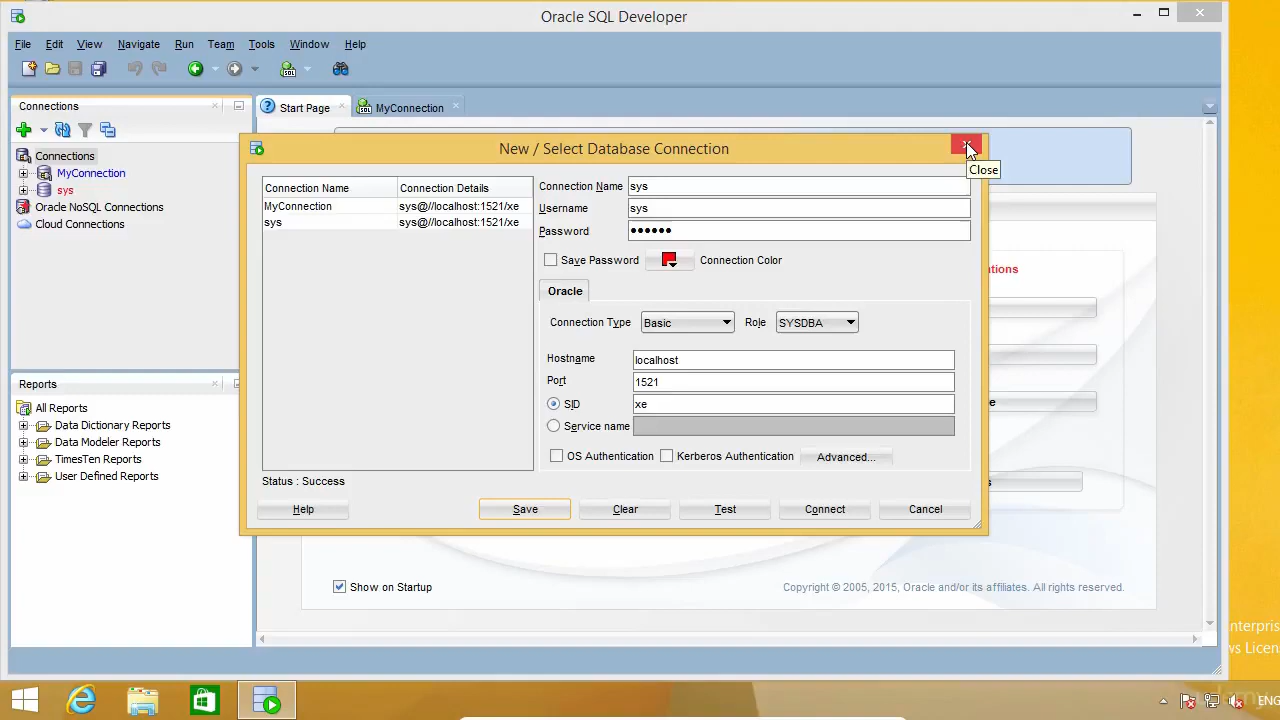 Oracle SQL Developer
File Edit View Navigate Run Team Tools Window Help
Connections
Start Page
MyConnection
Connections
MyConnection
sys
Oracle NoSQL Connections
Cloud Connections
New / Select Database Connection
Close
Connection Name Connection Details
MyConnection sys@//localhost:1521/xe
sys sys@//localhost:1521/xe
Connection Name sys
Username sys
Password ••••••
Save Password Connection Color
Oracle
Connection Type Basic Role SYSDBA
Hostname localhost
Port 1521
SID xe
Service name
OS Authentication Kerberos Authentication Advanced...
Status : Success
Help Save Clear Test Connect Cancel
Reports
All Reports
Data Dictionary Reports
Data Modeler Reports
TimesTen Reports
User Defined Reports
Show on Startup
Copyright © 2005, 2015, Oracle and/or its affiliates. All rights reserved.
ENG